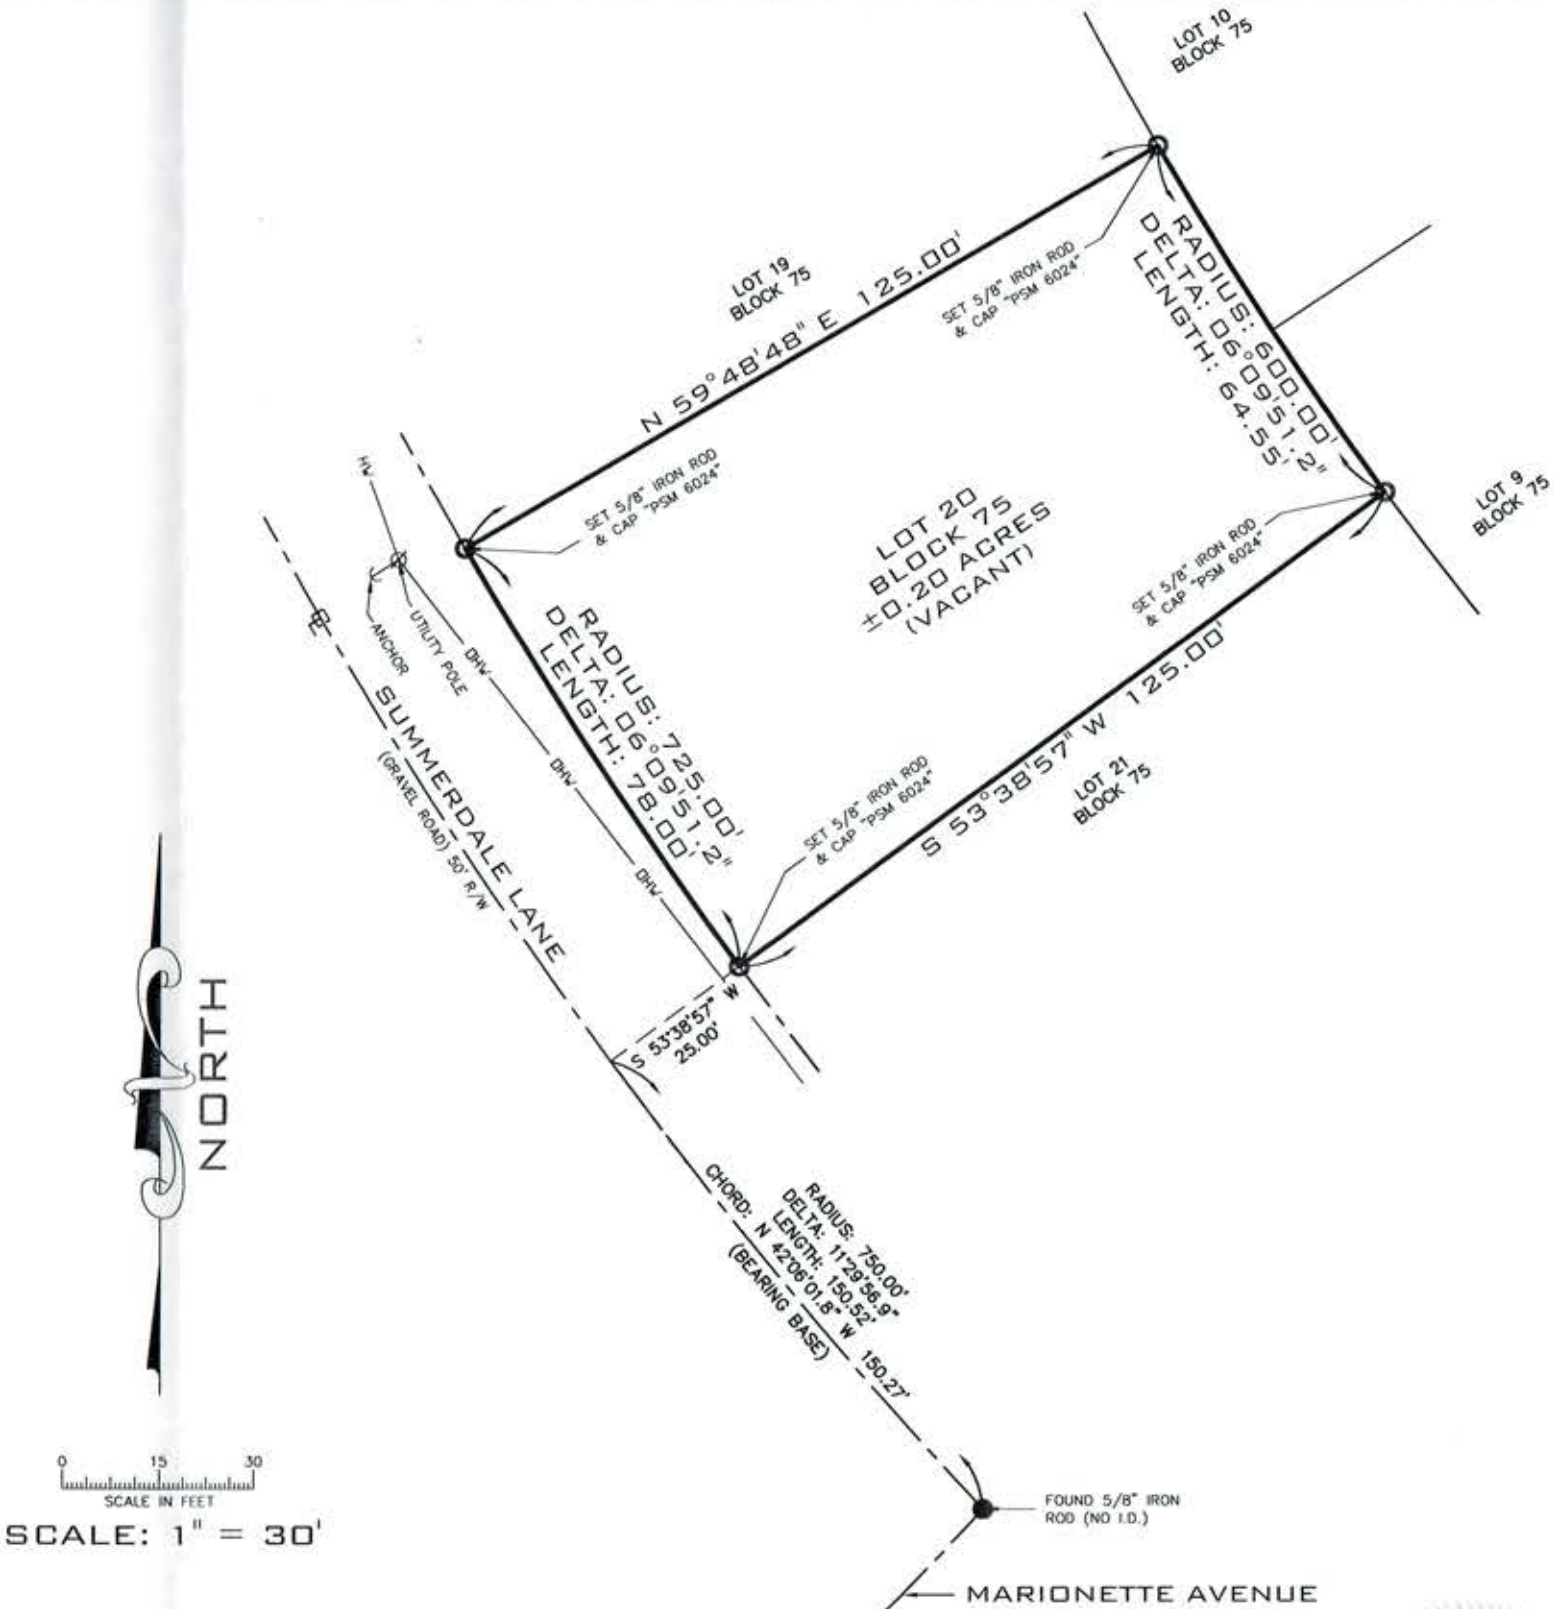 LOT 10
BLOCK 75
LOT 19
BLOCK 75
N 59°48'48" E 125.00'
SET 5/8" IRON ROD
& CAP "PSM 6024"
RADIUS: 600.00'
DELTA: 06°09'51.2"
LENGTH: 64.55'
HW
SET 5/8" IRON ROD
& CAP "PSM 6024"
LOT 20
BLOCK 75
±0.20 ACRES
(VACANT)
LOT 9
BLOCK 75
SET 5/8" IRON ROD
& CAP "PSM 6024"
ANCHOR
UTILITY POLE
OHW
OHW
OHW
RADIUS: 725.00'
DELTA: 06°09'51.2"
LENGTH: 78.00'
SUMMERDALE LANE
(GRAVEL ROAD) 50' R/W
S 53°38'57" W 125.00'
LOT 21
BLOCK 75
SET 5/8" IRON ROD
& CAP "PSM 6024"
S 53°38'57" W
25.00'
NORTH
RADIUS: 750.00'
DELTA: 11°29'56.9"
LENGTH: 150.52'
CHORD: N 42°06'01.8" W 150.27'
(BEARING BASE)
0 15 30
SCALE IN FEET
SCALE: 1" = 30'
FOUND 5/8" IRON
ROD (NO I.D.)
MARIONETTE AVENUE